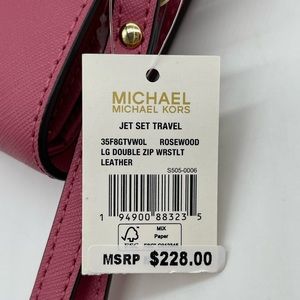 MICHAEL
MICHAEL KORS
JET SET TRAVEL
35F8GTVW0L ROSEWOOD
LG DOUBLE ZIP WRSTLT
LEATHER
S505-0006
1 94900 88323 5
MIX
Paper
FSC
MSRP $228.00